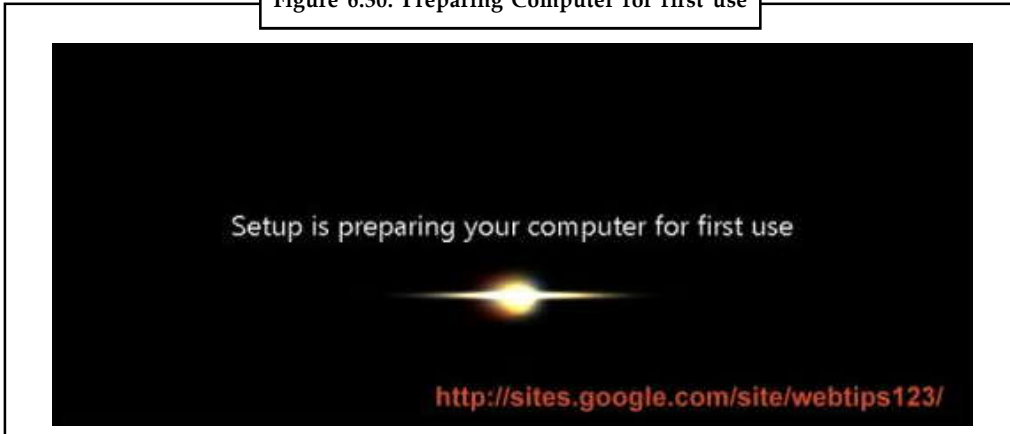 Figure 6.30: Preparing Computer for first use
Setup is preparing your computer for first use
http://sites.google.com/site/webtips123/